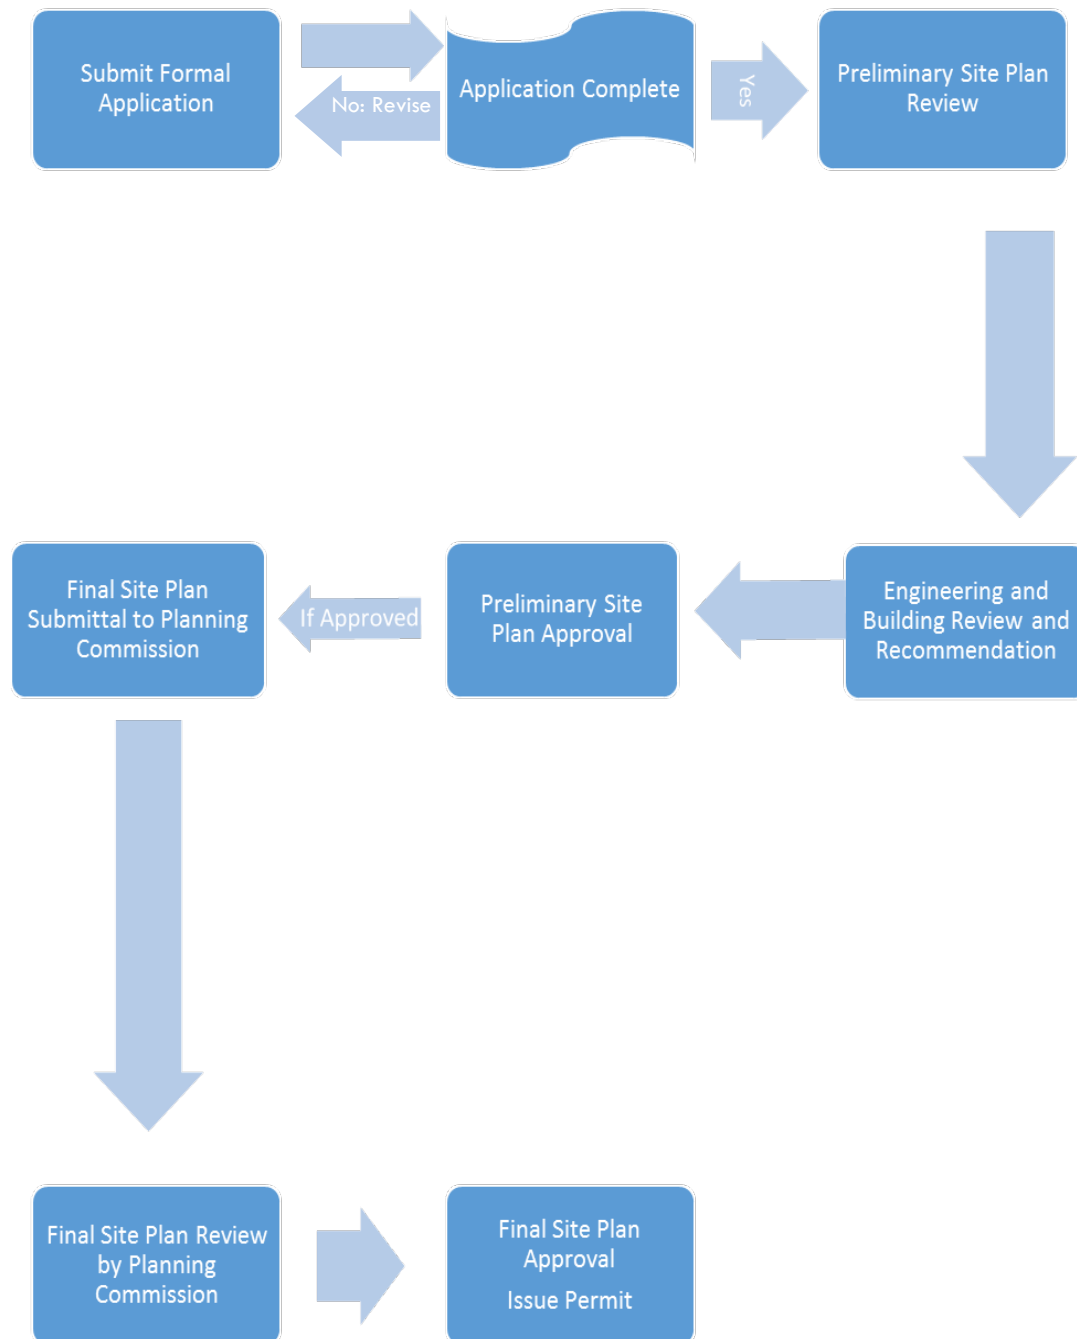 Submit Formal
Application
No: Revise
Application Complete
Yes
Preliminary Site Plan
Review
Final Site Plan
Submittal to Planning
Commission
If Approved
Preliminary Site
Plan Approval
Engineering and
Building Review and
Recommendation
Final Site Plan Review
by Planning
Commission
Final Site Plan
Approval
Issue Permit